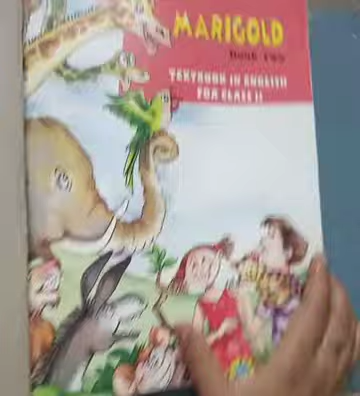 MARIGOLD
BOOK TWO
TEXTBOOK IN ENGLISH
FOR CLASS II